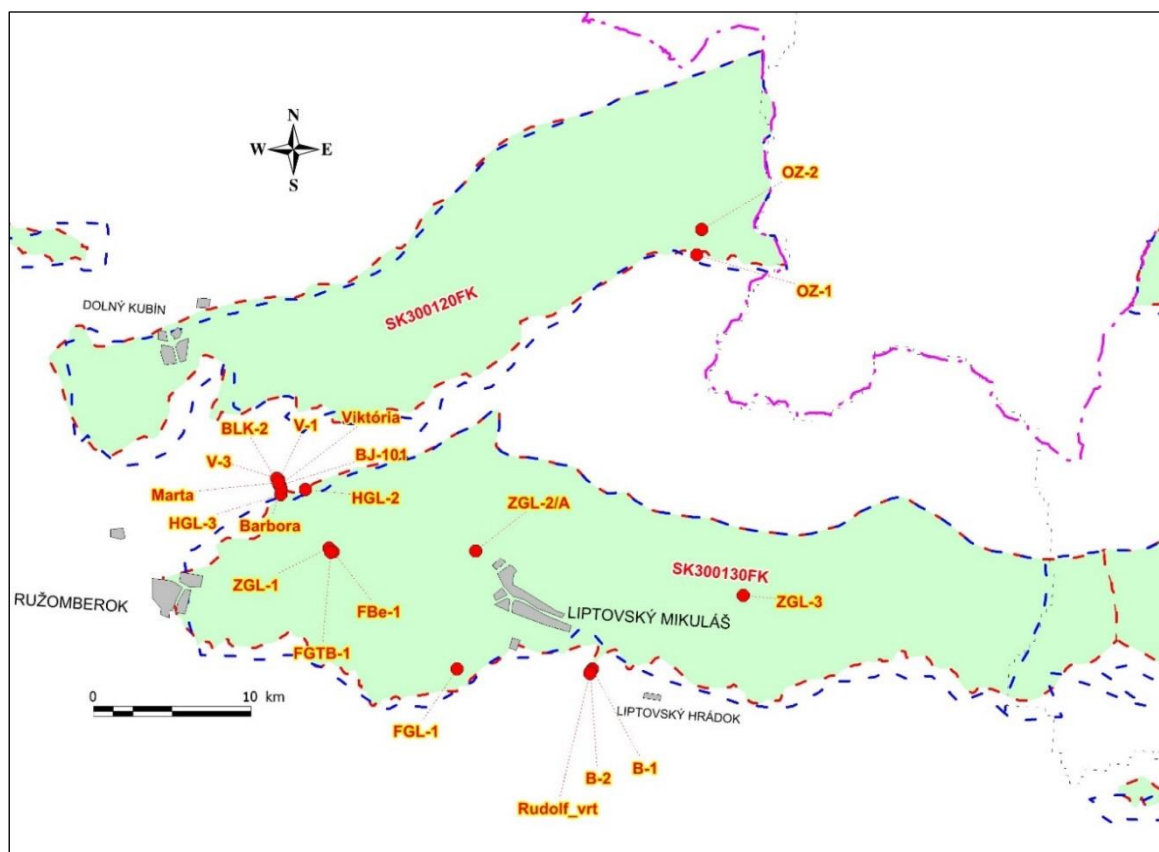 N
W E
S
OZ-2
OZ-1
DOLNÝ KUBÍN
SK300120FK
BLK-2
V-1
Viktória
V-3
BJ-101
Marta
HGL-2
HGL-3
Barbora
ZGL-2/A
ZGL-1
SK300130FK
ZGL-3
FBe-1
RUŽOMBEROK
LIPTOVSKÝ MIKULÁŠ
FGTB-1
0 10 km
LIPTOVSKÝ HRÁDOK
FGL-1
B-1
B-2
Rudolf_vrt